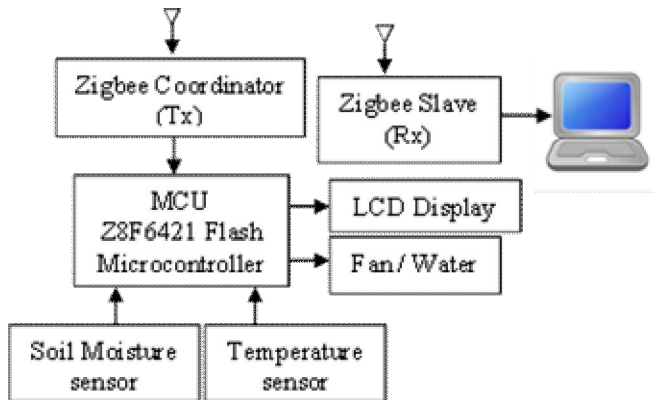 Zigbee Coordinator
(Tx)
Zigbee Slave
(Rx)
MCU
Z8F6421 Flash
Microcontroller
LCD Display
Fan/ Water
Soil Moisture
sensor
Temperature
sensor